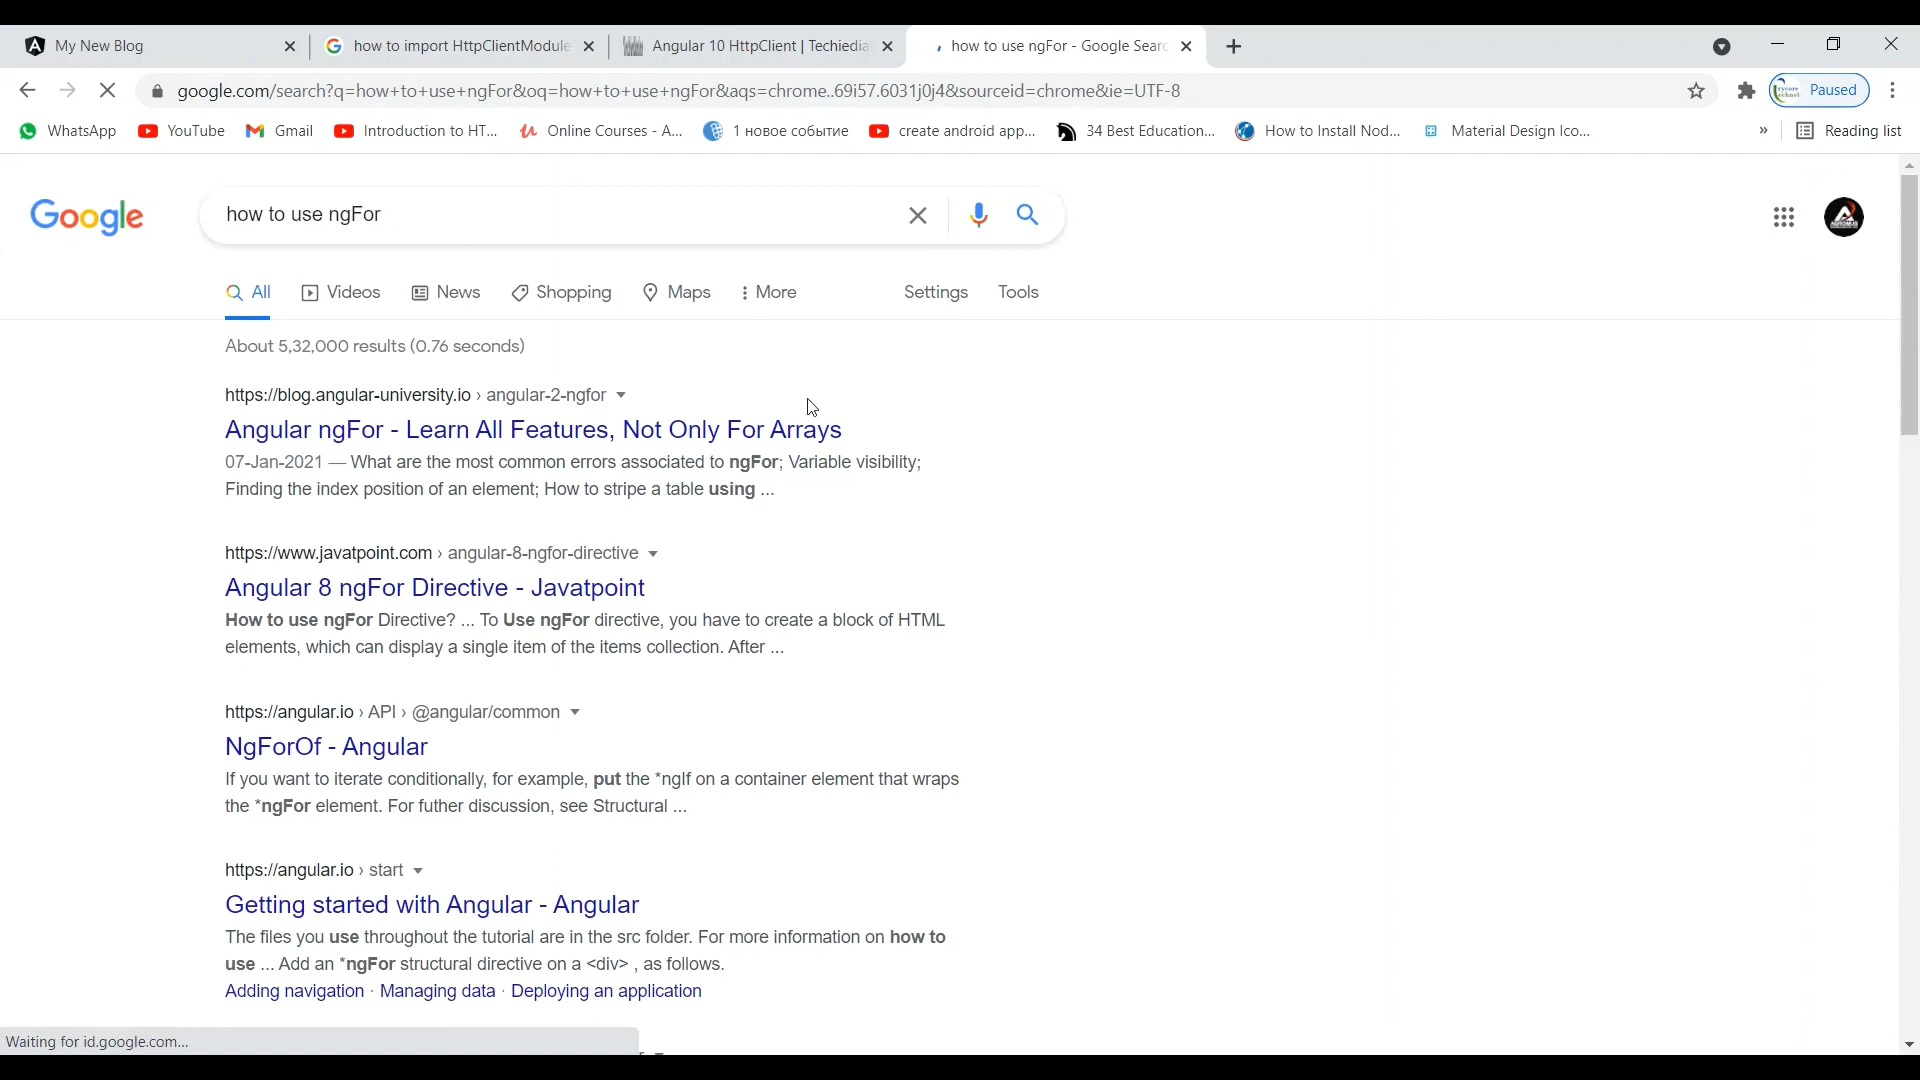 My New Blog
how to import HttpClientModule
Angular 10 HttpClient | Techiedia
how to use ngFor - Google Searc
google.com/search?q=how+to+use+ngFor&oq=how+to+use+ngFor&aqs=chrome..69i57.6031j0j4&sourceid=chrome&ie=UTF-8
Paused
WhatsApp
YouTube
Gmail
Introduction to HT...
Online Courses - A...
1 новое событие
create android app...
34 Best Education...
How to Install Nod...
Material Design Ico...
»
Reading list
Google
how to use ngFor
All
Videos
News
Shopping
Maps
More
Settings
Tools
About 5,32,000 results (0.76 seconds)
https://blog.angular-university.io › angular-2-ngfor
Angular ngFor - Learn All Features, Not Only For Arrays
07-Jan-2021 — What are the most common errors associated to ngFor; Variable visibility;
Finding the index position of an element; How to stripe a table using ...
https://www.javatpoint.com › angular-8-ngfor-directive
Angular 8 ngFor Directive - Javatpoint
How to use ngFor Directive? ... To Use ngFor directive, you have to create a block of HTML
elements, which can display a single item of the items collection. After ...
https://angular.io › API › @angular/common
NgForOf - Angular
If you want to iterate conditionally, for example, put the *ngIf on a container element that wraps
the *ngFor element. For futher discussion, see Structural ...
https://angular.io › start
Getting started with Angular - Angular
The files you use throughout the tutorial are in the src folder. For more information on how to
use ... Add an *ngFor structural directive on a <div> , as follows.
Adding navigation · Managing data · Deploying an application
Waiting for id.google.com...